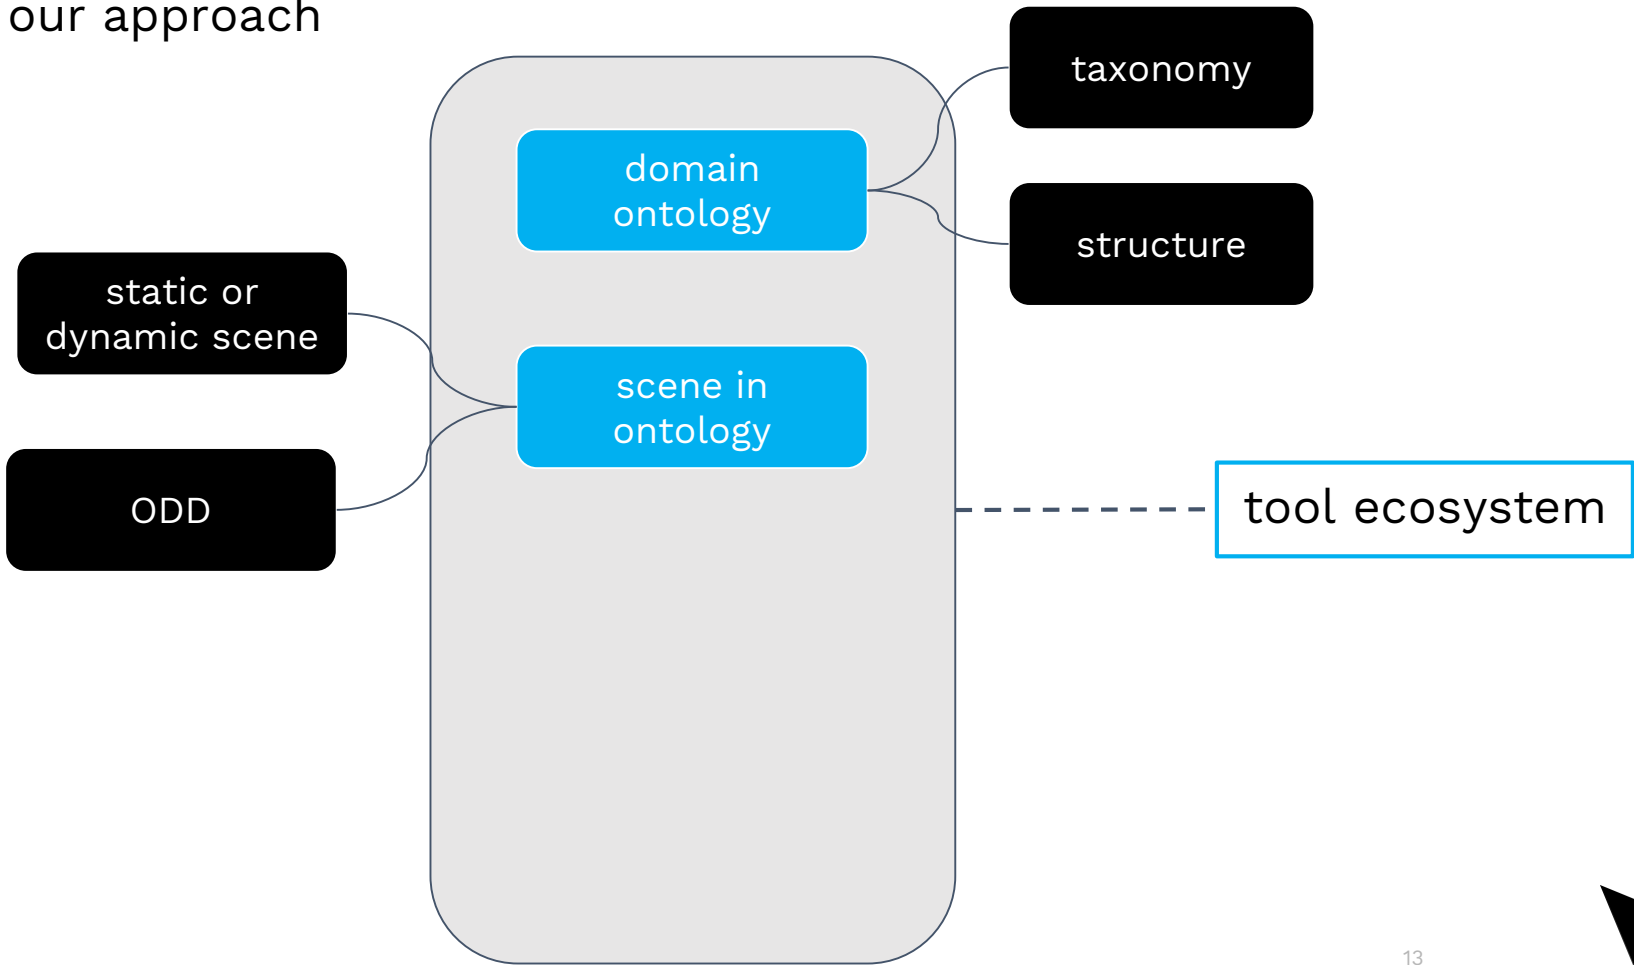 our approach
taxonomy
domain
ontology
structure
static or
dynamic scene
scene in
ontology
ODD
tool ecosystem
13